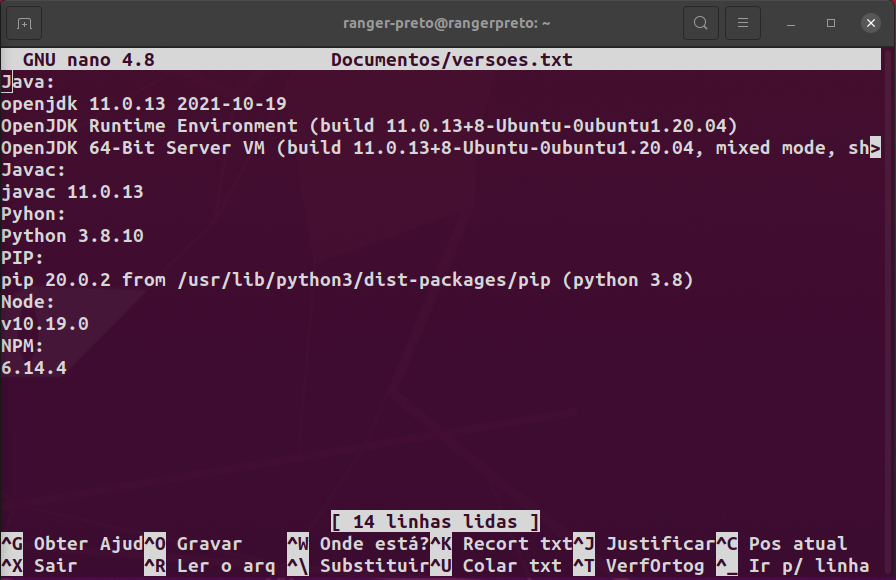 ranger-preto@rangerpreto: ~
GNU nano 4.8 Documentos/versoes.txt
Java:
openjdk 11.0.13 2021-10-19
OpenJDK Runtime Environment (build 11.0.13+8-Ubuntu-0ubuntu1.20.04)
OpenJDK 64-Bit Server VM (build 11.0.13+8-Ubuntu-0ubuntu1.20.04, mixed mode, sh>
Javac:
javac 11.0.13
Pyhon:
Python 3.8.10
PIP:
pip 20.0.2 from /usr/lib/python3/dist-packages/pip (python 3.8)
Node:
v10.19.0
NPM:
6.14.4
[ 14 linhas lidas ]
^G Obter Ajud ^O Gravar ^W Onde está? ^K Recort txt ^J Justificar ^C Pos atual
^X Sair ^R Ler o arq ^\ Substituir ^U Colar txt ^T VerfOrtog ^_ Ir p/ linha